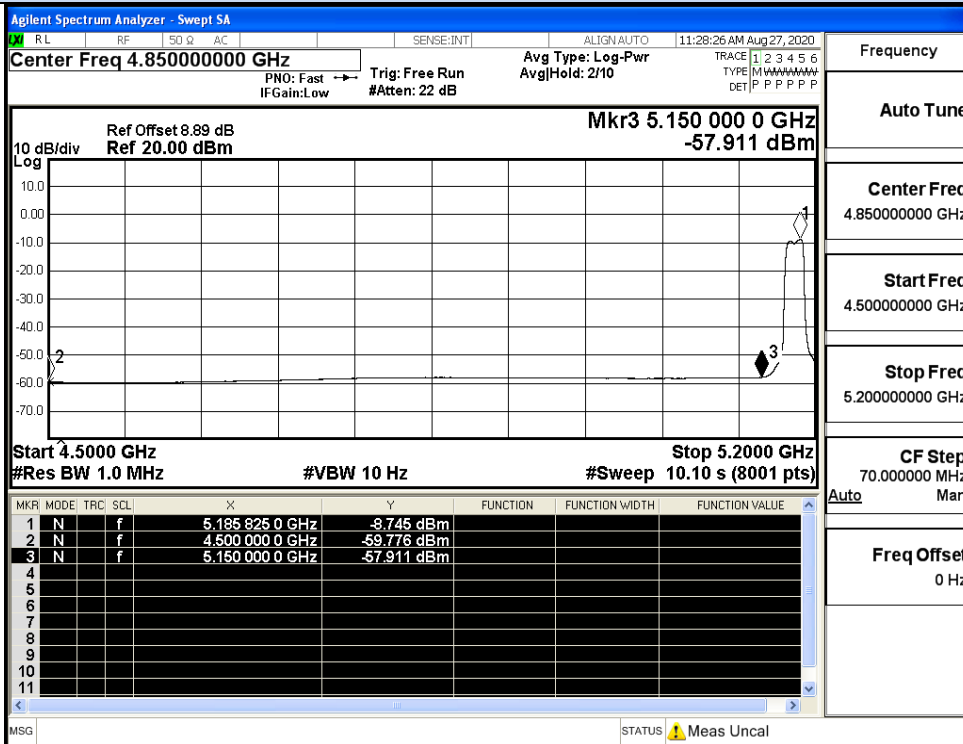 Agilent Spectrum Analyzer - Swept SA
LXI RL RF 50 Ω AC SENSE:INT ALIGN AUTO 11:28:26 AM Aug 27, 2020
Center Freq 4.850000000 GHz
PNO: Fast
IFGain:Low
Trig: Free Run
#Atten: 22 dB
Avg Type: Log-Pwr
Avg|Hold: 2/10
TRACE 1 2 3 4 5 6
TYPE M W W W W W
DET P P P P P P
Ref Offset 8.89 dB
Ref 20.00 dBm
10 dB/div
Log
Mkr3 5.150 000 0 GHz
-57.911 dBm
10.0
0.00
-10.0
-20.0
-30.0
-40.0
-50.0
-60.0
-70.0
1
2
3
Start 4.5000 GHz
Stop 5.2000 GHz
#Res BW 1.0 MHz
#VBW 10 Hz
#Sweep 10.10 s (8001 pts)
MKR MODE TRC SCL X Y FUNCTION FUNCTION WIDTH FUNCTION VALUE
1 N f 5.185 825 0 GHz -8.745 dBm
2 N f 4.500 000 0 GHz -59.776 dBm
3 N f 5.150 000 0 GHz -57.911 dBm
4
5
6
7
8
9
10
11
MSG
STATUS Meas Uncal
Frequency
Auto Tune
Center Freq
4.850000000 GHz
Start Freq
4.500000000 GHz
Stop Freq
5.200000000 GHz
CF Step
70.000000 MHz
Auto Man
Freq Offset
0 Hz